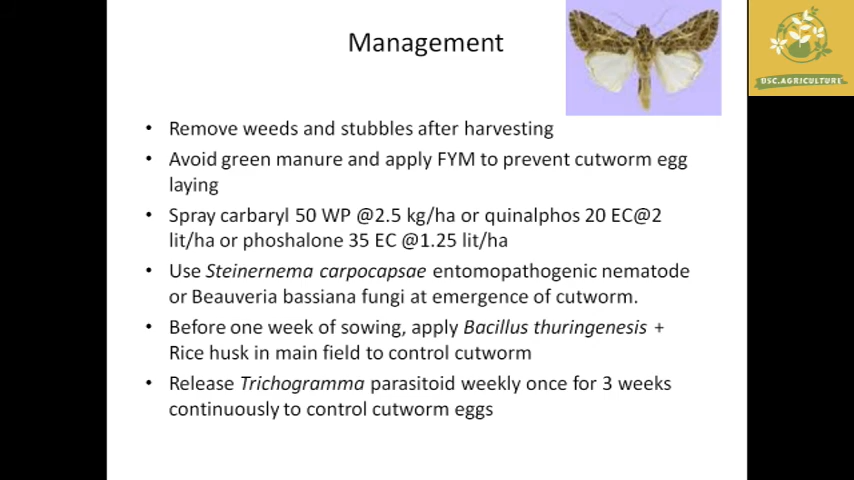 Management
DSC.AGRICULTURE
• Remove weeds and stubbles after harvesting
• Avoid green manure and apply FYM to prevent cutworm egg
laying
• Spray carbaryl 50 WP @2.5 kg/ha or quinalphos 20 EC@2
lit/ha or phoshalone 35 EC @1.25 lit/ha
• Use Steinernema carpocapsae entomopathogenic nematode
or Beauveria bassiana fungi at emergence of cutworm.
• Before one week of sowing, apply Bacillus thuringenesis +
Rice husk in main field to control cutworm
• Release Trichogramma parasitoid weekly once for 3 weeks
continuously to control cutworm eggs